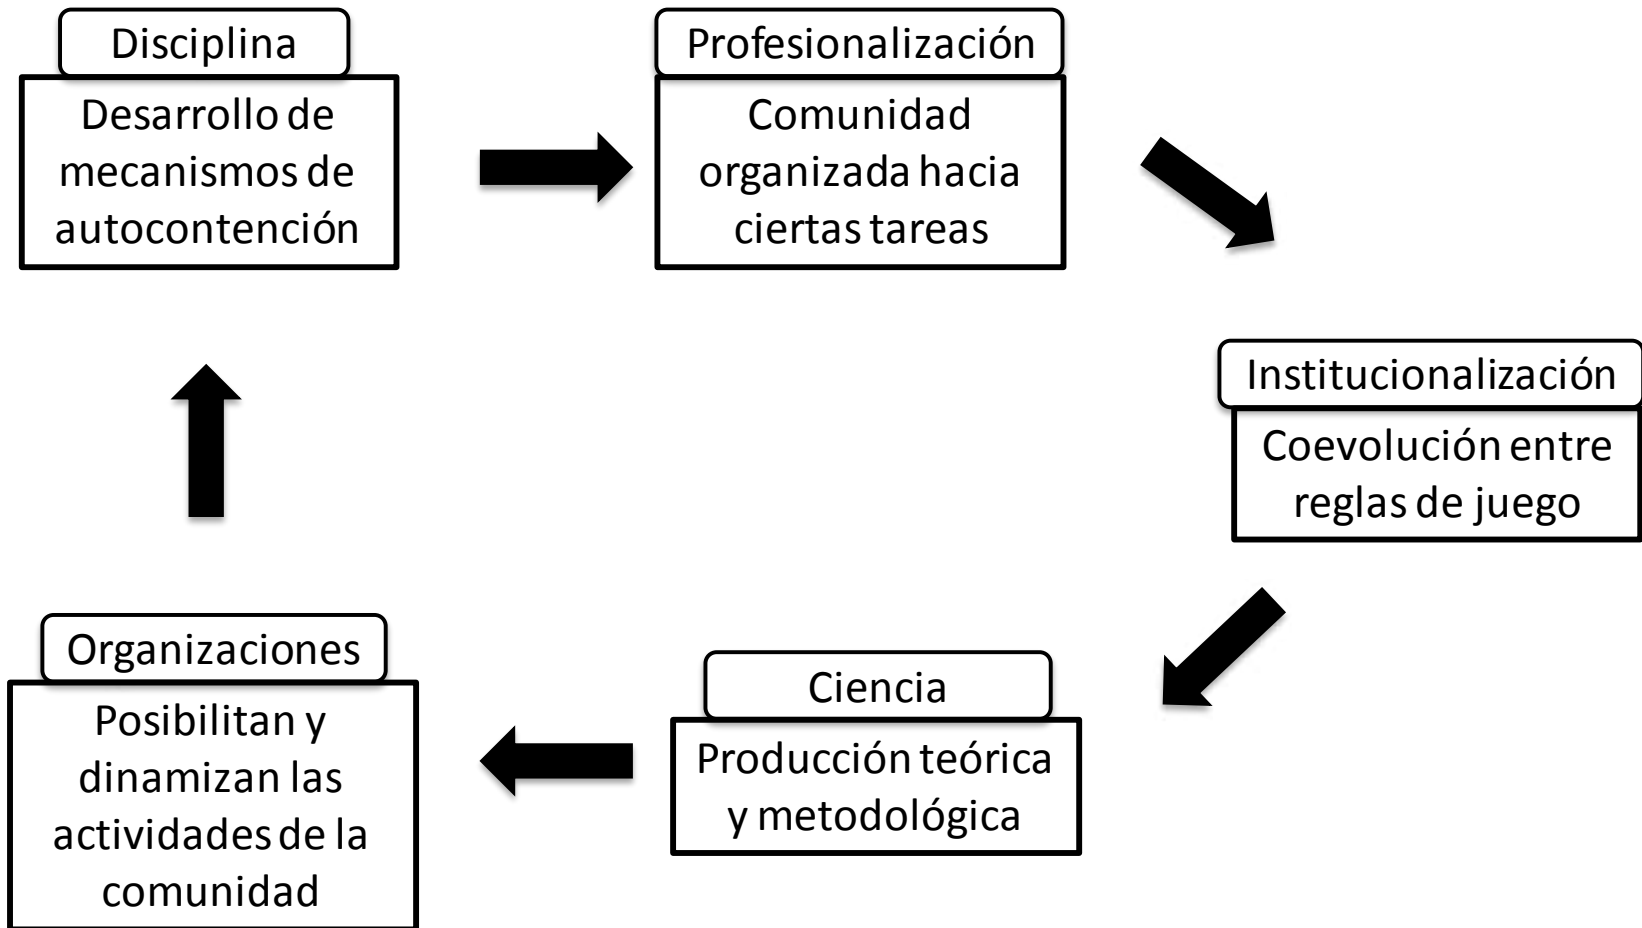 Disciplina
Desarrollo de
mecanismos de
autocontención
Profesionalización
Comunidad
organizada hacia
ciertas tareas
Institucionalización
Coevolución entre
reglas de juego
Ciencia
Producción teórica
y metodológica
Organizaciones
Posibilitan y
dinamizan las
actividades de la
comunidad